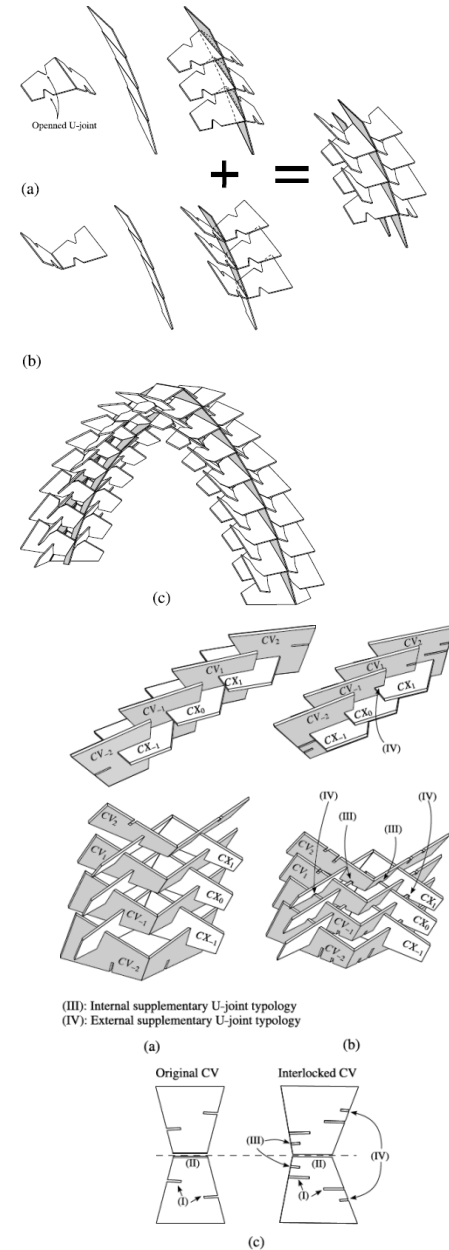 Openned U-joint
(a)
+
=
(b)
(c)
CV₂
CV₁
CX₁
CV₋₁
CX₀
CV₋₂
CX₋₁
CV₂
CV₁
CX₁
CV₋₁
CX₀
CV₋₂
CX₋₁
(IV)
CV₂
CV₁
CX₁
CX₀
CV₋₁
CX₋₁
CV₋₂
(IV)
(IV)
(III)
(III)
CV₂
CV₁
CX₁
CX₀
CV₋₁
CX₋₁
CV₋₂
(III): Internal supplementary U-joint typology
(IV): External supplementary U-joint typology
(a)
(b)
Original CV
Interlocked CV
(II)
(I)
(III)
(II)
(I)
(IV)
(c)